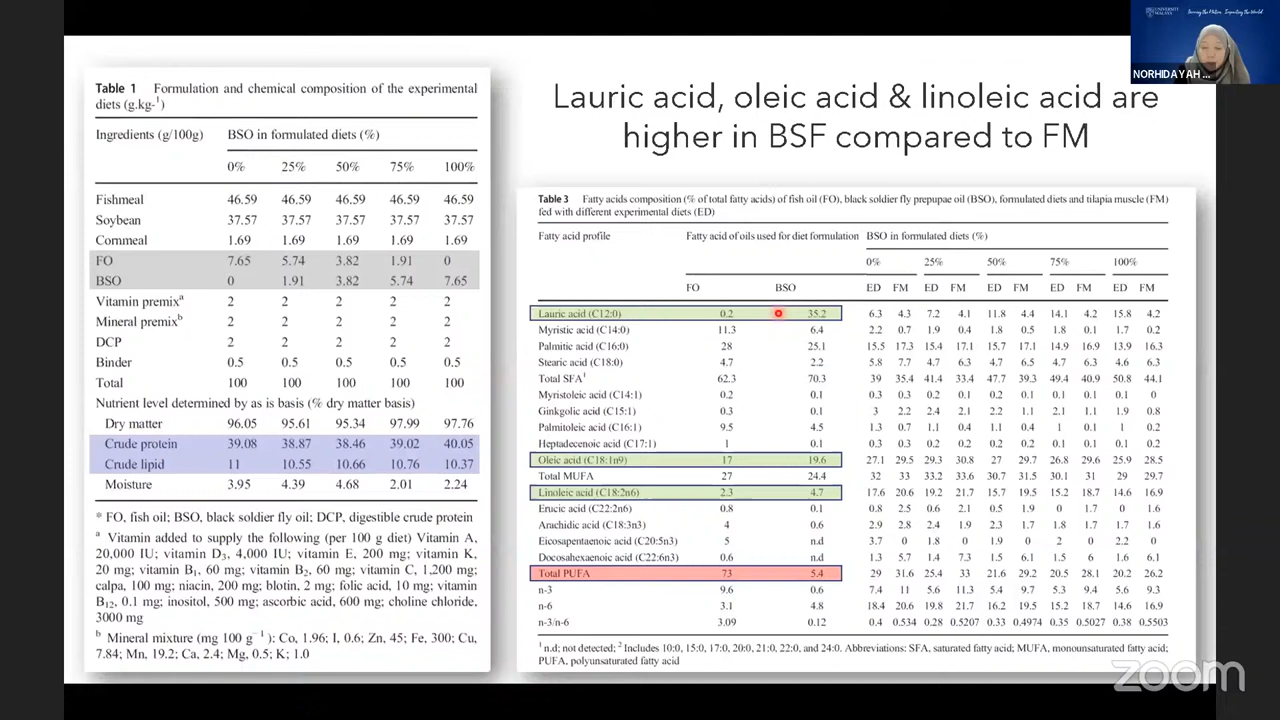 UNIVERSITI MALAYA
Serving the Nation. Impacting the World.
NORHIDAYAH ...
Lauric acid, oleic acid & linoleic acid are
higher in BSF compared to FM
Table 1 Formulation and chemical composition of the experimental
diets (g.kg-1)
Ingredients (g/100g) BSO in formulated diets (%)
0% 25% 50% 75% 100%
Fishmeal 46.59 46.59 46.59 46.59 46.59
Soybean 37.57 37.57 37.57 37.57 37.57
Cornmeal 1.69 1.69 1.69 1.69 1.69
FO 7.65 5.74 3.82 1.91 0
BSO 0 1.91 3.82 5.74 7.65
Vitamin premixa 2 2 2 2 2
Mineral premixb 2 2 2 2 2
DCP 2 2 2 2 2
Binder 0.5 0.5 0.5 0.5 0.5
Total 100 100 100 100 100
Nutrient level determined by as is basis (% dry matter basis)
Dry matter 96.05 95.61 95.34 97.99 97.76
Crude protein 39.08 38.87 38.46 39.02 40.05
Crude lipid 11 10.55 10.66 10.76 10.37
Moisture 3.95 4.39 4.68 2.01 2.24
* FO, fish oil; BSO, black soldier fly oil; DCP, digestible crude protein
a Vitamin added to supply the following (per 100 g diet) Vitamin A,
20,000 IU; vitamin D3, 4,000 IU; vitamin E, 200 mg; vitamin K,
20 mg; vitamin B1, 60 mg; vitamin B2, 60 mg; vitamin C, 1,200 mg;
calpa, 100 mg; niacin, 200 mg; blotin, 2 mg; folic acid, 10 mg; vitamin
B12, 0.1 mg; inositol, 500 mg; ascorbic acid, 600 mg; choline chloride,
3000 mg
b Mineral mixture (mg 100 g-1): Co, 1.96; I, 0.6; Zn, 45; Fe, 300; Cu,
7.84; Mn, 19.2; Ca, 2.4; Mg, 0.5; K; 1.0
Table 3 Fatty acids composition (% of total fatty acids) of fish oil (FO), black soldier fly prepupae oil (BSO), formulated diets and tilapia muscle (FM)
fed with different experimental diets (ED)
Fatty acid profile Fatty acid of oils used for diet formulation BSO in formulated diets (%)
0% 25% 50% 75% 100%
FO BSO ED FM ED FM ED FM ED FM ED FM
Lauric acid (C12:0) 0.2 35.2 6.3 4.3 7.2 4.1 11.8 4.4 14.1 4.2 15.8 4.2
Myristic acid (C14:0) 11.3 6.4 2.2 0.7 1.9 0.4 1.8 0.5 1.8 0.1 1.7 0.2
Palmitic acid (C16:0) 28 25.1 15.5 17.3 15.4 17.1 15.7 17.1 14.9 16.9 13.9 16.3
Stearic acid (C18:0) 4.7 2.2 5.8 7.7 4.7 6.3 4.7 6.5 4.7 6.3 4.6 6.3
Total SFA1 62.3 70.3 39 35.4 41.4 33.4 47.7 39.3 49.4 40.9 50.8 44.1
Myristoleic acid (C14:1) 0.2 0.1 0.3 0.2 0.4 0.2 0.2 0.1 0.1 0.1 0.3 0
Ginkgolic acid (C15:1) 0.3 0.1 3 2.2 2.4 2.1 2.2 1.1 2.1 1.1 1.9 0.8
Palmitoleic acid (C16:1) 9.5 4.5 1.3 0.7 1.1 0.4 1.1 0.4 1 0.1 1 0.2
Heptadecenoic acid (C17:1) 1 0.1 0.3 0.3 0.2 0.2 0.2 0.2 0.1 0.1 0.1 0.2
Oleic acid (C18:1n9) 17 19.6 27.1 29.5 29.3 30.8 27 29.7 26.8 29.6 25.9 28.5
Total MUFA 27 24.4 32 33 33.2 33.6 30.7 31.5 30.1 31 29 29.7
Linoleic acid (C18:2n6) 2.3 4.7 17.6 20.6 19.2 21.7 15.7 19.5 15.2 18.7 14.6 16.9
Erucic acid (C22:2n6) 0.8 0.1 0.8 2.5 0.6 2.1 0.5 1.9 0 1.7 0 1.6
Arachidic acid (C18:3n3) 4 0.6 2.9 2.8 2.4 1.9 2.3 1.7 1.8 1.7 1.7 1.6
Eicosapentaenoic acid (C20:5n3) 5 n.d 3.7 0 1.8 0 1.9 0 2 0 2.2 0
Docosahexaenoic acid (C22:6n3) 0.6 n.d 1.3 5.7 1.4 7.3 1.5 6.1 1.5 6 1.6 6.1
Total PUFA 73 5.4 29 31.6 25.4 33 21.6 29.2 20.5 28.1 20.2 26.2
n-3 9.6 0.6 7.4 11 5.6 11.3 5.4 9.7 5.3 9.4 5.6 9.3
n-6 3.1 4.8 18.4 20.6 19.8 21.7 16.2 19.5 15.2 18.7 14.6 16.9
n-3/n-6 3.09 0.12 0.4 0.534 0.28 0.5207 0.33 0.4974 0.35 0.5027 0.38 0.5503
1 n.d; not detected; 2 Includes 10:0, 15:0, 17:0, 20:0, 21:0, 22:0, and 24:0. Abbreviations: SFA, saturated fatty acid; MUFA, monounsaturated fatty acid;
PUFA, polyunsaturated fatty acid
zoom